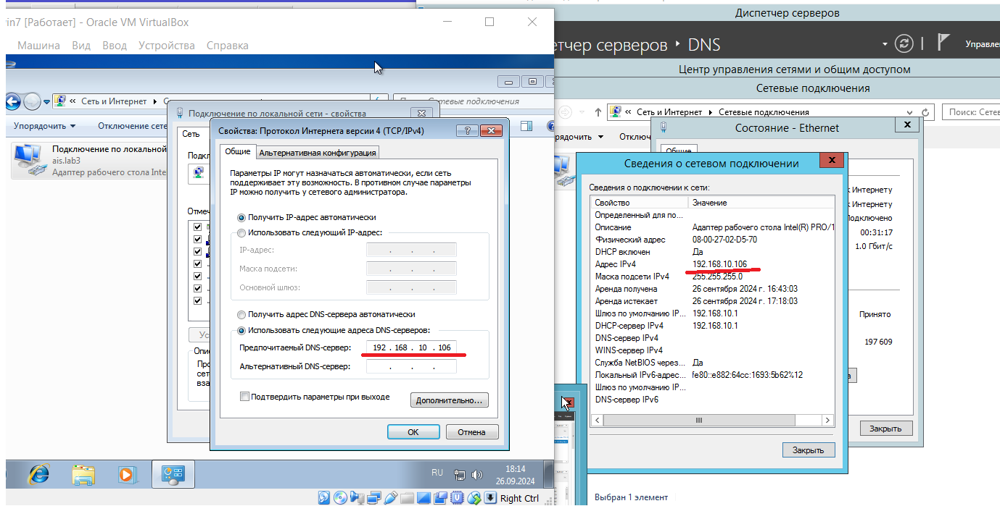 Диспетчер серверов
in7 [Работает] - Oracle VM VirtualBox
Машина Вид Ввод Устройства Справка
етчер серверов ‣ DNS
Управле
Центр управления сетями и общим доступом
Сетевые подключения
« Сеть и Интернет ▸
Сетевые подключения
Упорядочить ▾ Отключение сете
Подключение по локальной
ais.lab3
Адаптер рабочего стола Inte
Подключение по локальной сети - свойства
Сеть
Подкл
Отмеч
Ус
Опис
Про
сет
вза
Свойства: Протокол Интернета версии 4 (TCP/IPv4)
Общие Альтернативная конфигурация
Параметры IP могут назначаться автоматически, если сеть
поддерживает эту возможность. В противном случае параметры
IP можно получить у сетевого администратора.
Получить IP-адрес автоматически
Использовать следующий IP-адрес:
IP-адрес: . . .
Маска подсети: . . .
Основной шлюз: . . .
Получить адрес DNS-сервера автоматически
Использовать следующие адреса DNS-серверов:
Предпочитаемый DNS-сервер: 192 . 168 . 10 . 106
Альтернативный DNS-сервер: . . .
Подтвердить параметры при выходе
Дополнительно...
OK Отмена
RU
18:14
26.09.2024
Right Ctrl
« Сеть и Интернет ▸ Сетевые подключения
Поиск: Сете
рядочить ▾ Отключ
Состояние - Ethernet
Общие
к Интернету
к Интернету
Подключено
00:31:17
1.0 Гбит/с
Принято
197 609
Закрыть
Сведения о сетевом подключении
Сведения о подключении к сети:
Свойство Значение
Определенный для по...
Описание Адаптер рабочего стола Intel(R) PRO/1
Физический адрес 08-00-27-02-D5-70
DHCP включен Да
Адрес IPv4 192.168.10.106
Маска подсети IPv4 255.255.255.0
Аренда получена 26 сентября 2024 г. 16:43:03
Аренда истекает 26 сентября 2024 г. 17:18:03
Шлюз по умолчанию IP... 192.168.10.1
DHCP-сервер IPv4 192.168.10.1
DNS-сервер IPv4
WINS-сервер IPv4
Служба NetBIOS через... Да
Локальный IPv6-адрес... fe80::e882:64cc:1693:5b62%12
Шлюз по умолчанию IP...
DNS-сервер IPv6
Закрыть
Выбран 1 элемент